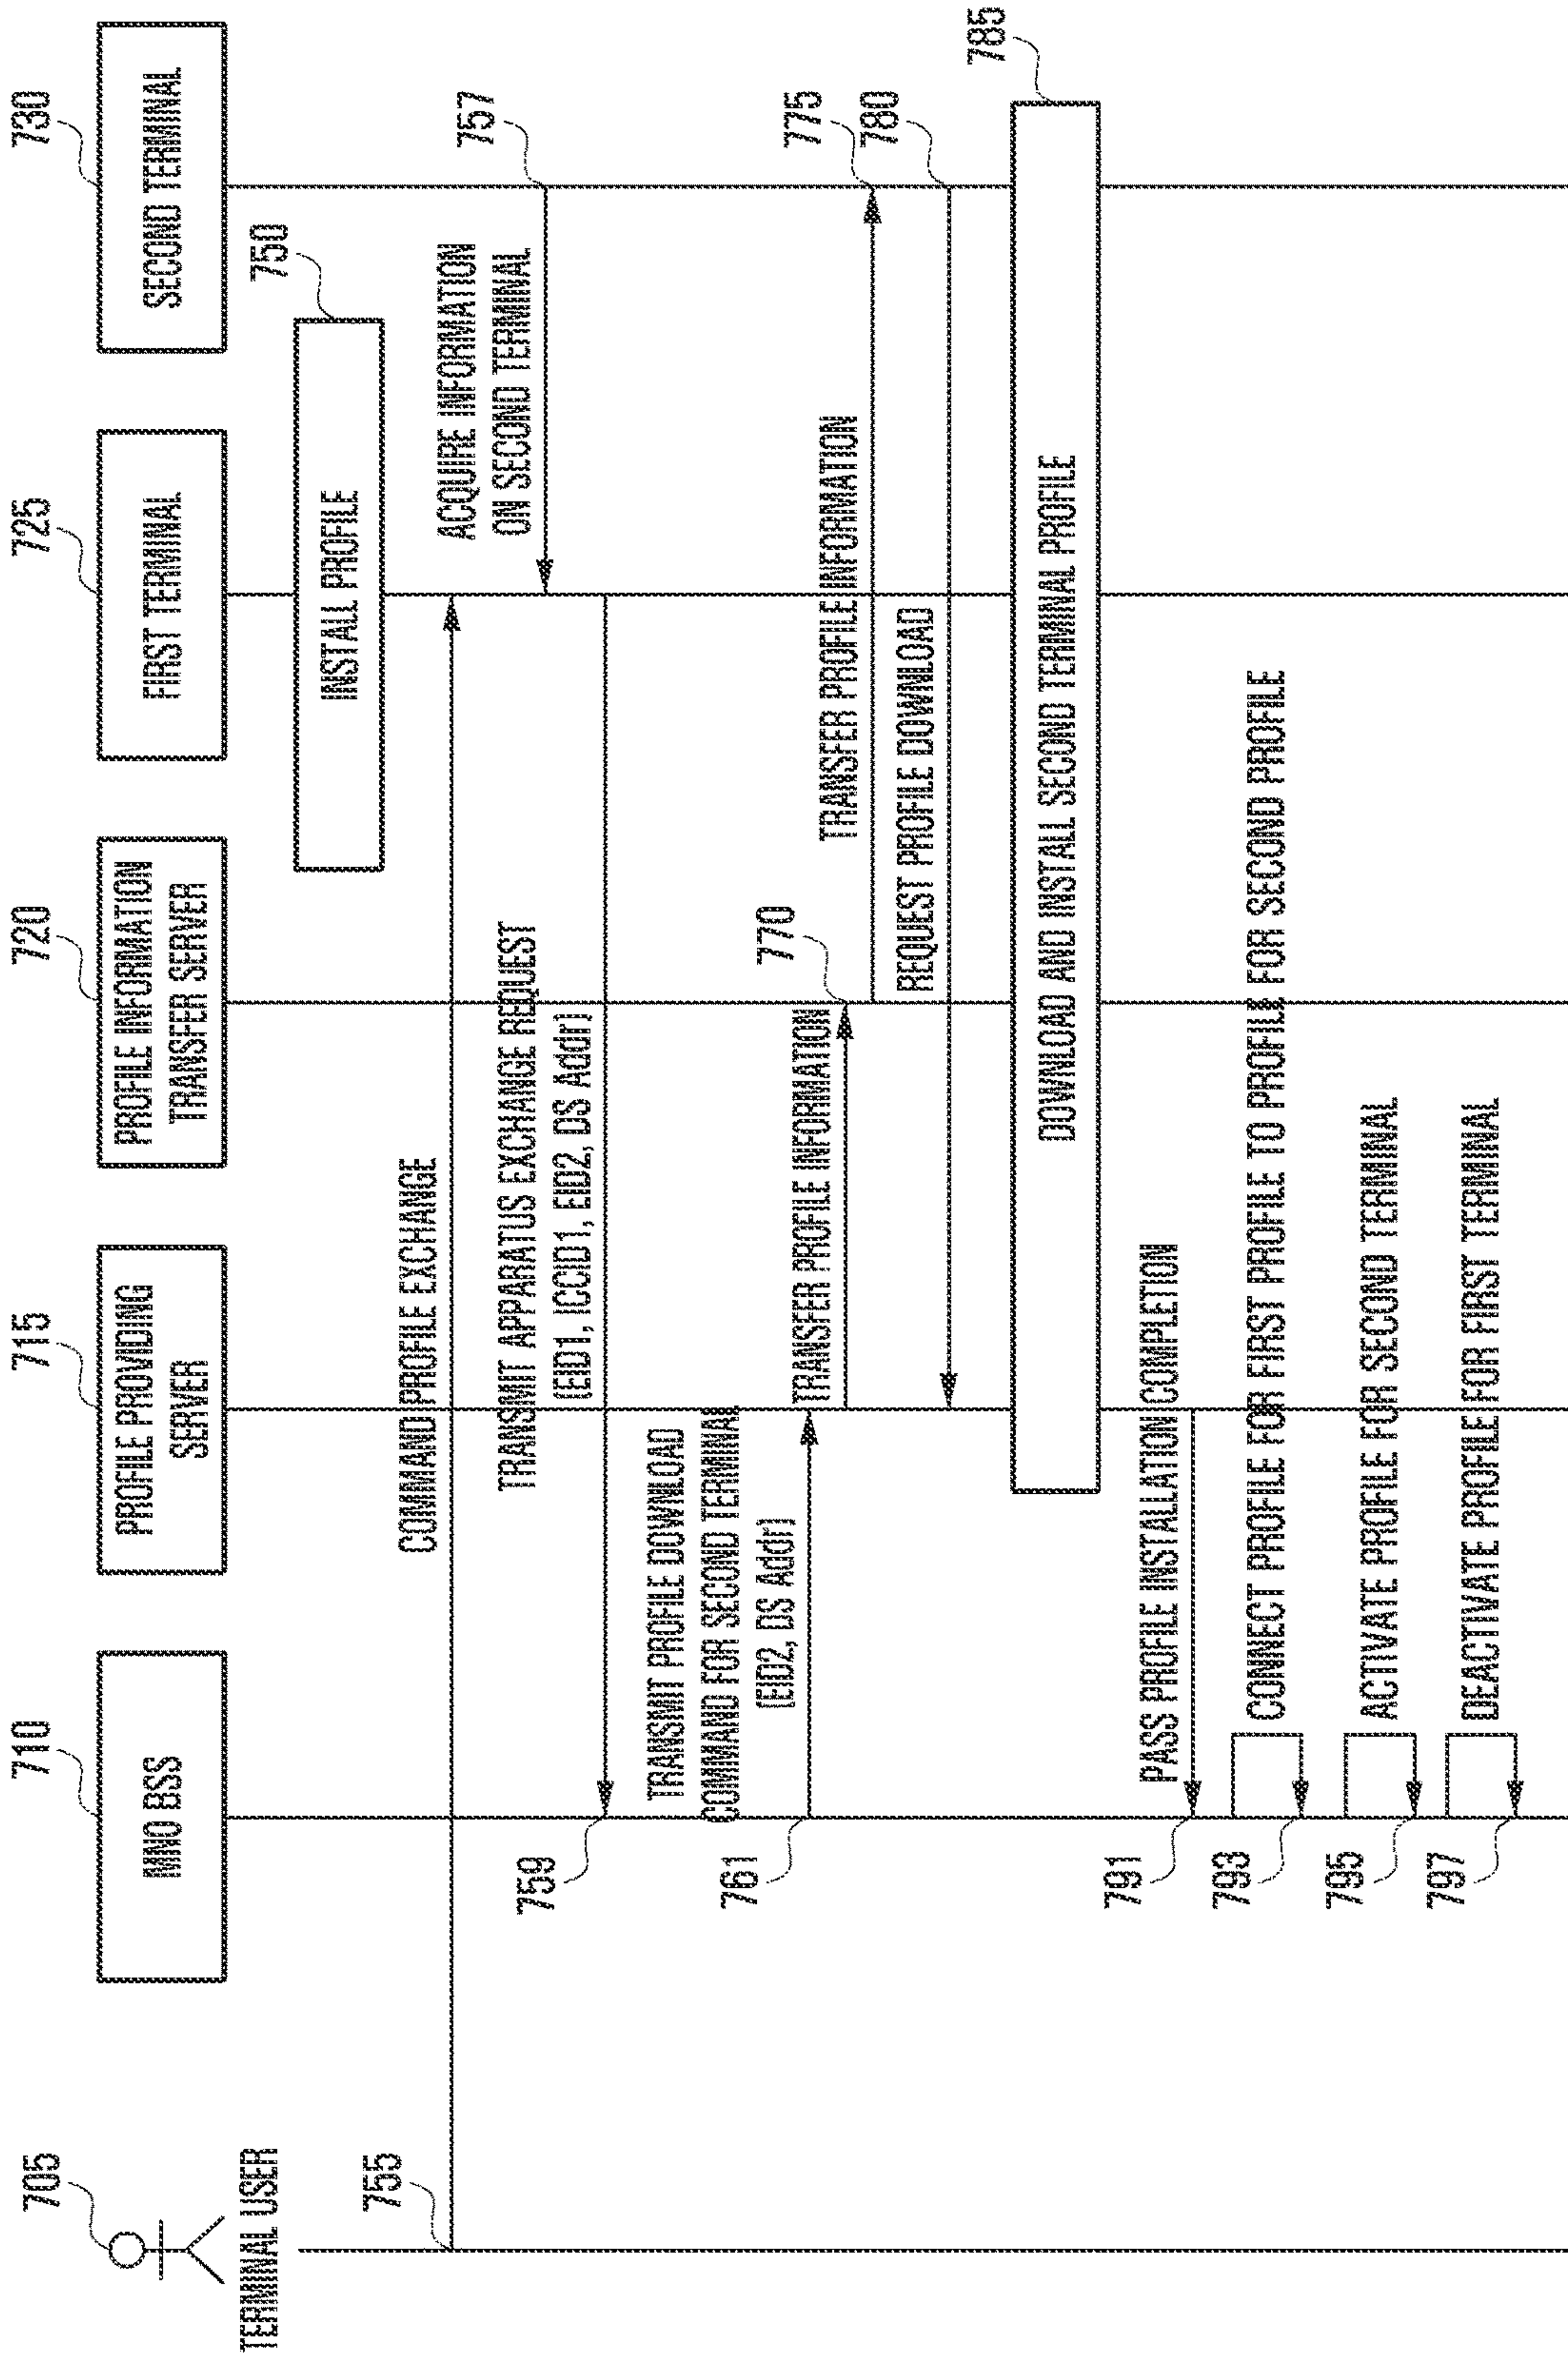 705
TERMINAL USER
710
MNO BSS
715
PROFILE PROVIDING
SERVER
720
PROFILE INFORMATION
TRANSFER SERVER
725
FIRST TERMINAL
730
SECOND TERMINAL
750
INSTALL PROFILE
755
COMMAND PROFILE EXCHANGE
757
ACQUIRE INFORMATION
ON SECOND TERMINAL
759
TRANSMIT APPARATUS EXCHANGE REQUEST
(EID1, ICCID1, EID2, DS Addr)
761
TRANSMIT PROFILE DOWNLOAD
COMMAND FOR SECOND TERMINAL
(EID2, DS Addr)
770
TRANSFER PROFILE INFORMATION
775
TRANSFER PROFILE INFORMATION
780
REQUEST PROFILE DOWNLOAD
785
DOWNLOAD AND INSTALL SECOND TERMINAL PROFILE
791
PASS PROFILE INSTALLATION COMPLETION
793
CONNECT PROFILE FOR FIRST PROFILE TO PROFILE FOR SECOND PROFILE
795
ACTIVATE PROFILE FOR SECOND TERMINAL
797
DEACTIVATE PROFILE FOR FIRST TERMINAL